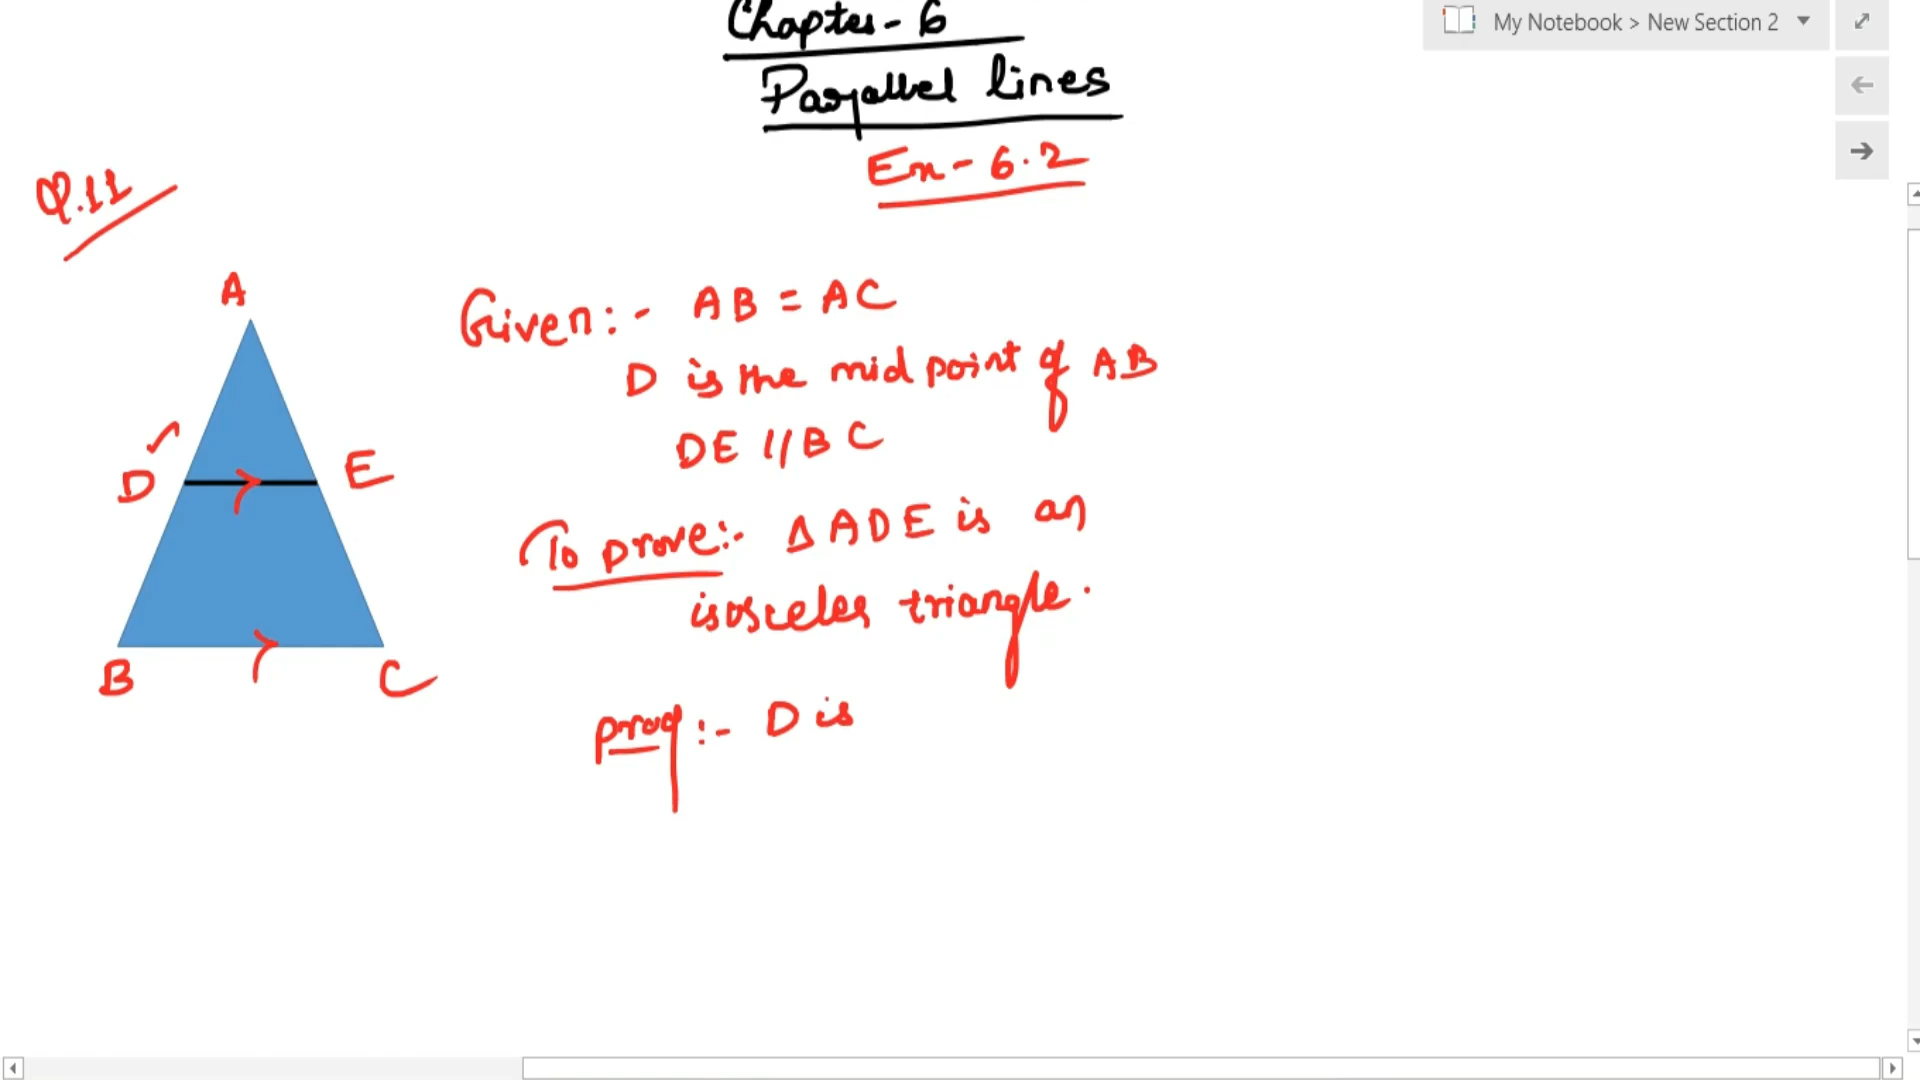 Chapter - 6
My Notebook > New Section 2
Parallel lines
Ex - 6.2
Q.11
A
Given:- AB = AC
D is the mid point of AB
DE // BC
D E
To prove:- Δ ADE is an
isosceles triangle.
B C
proof:- D is